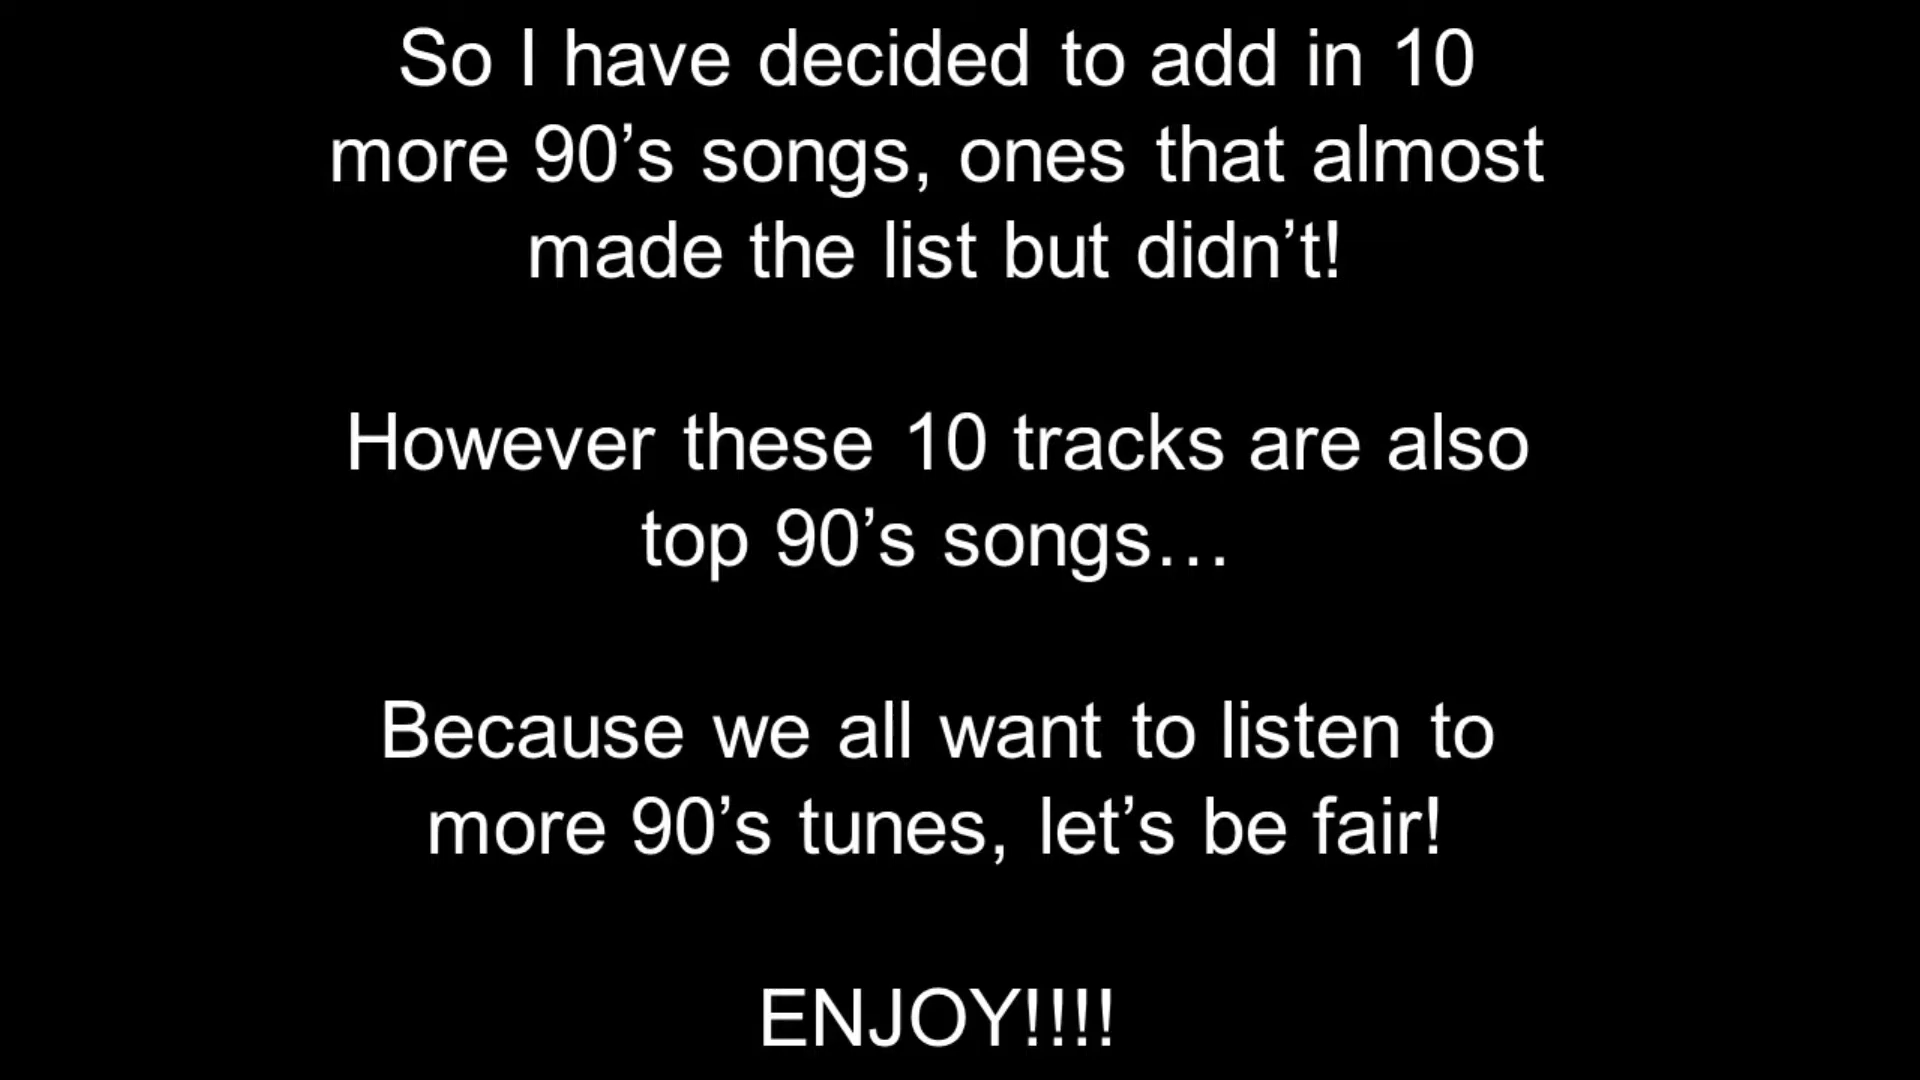 So I have decided to add in 10
more 90’s songs, ones that almost
made the list but didn’t!
However these 10 tracks are also
top 90’s songs…
Because we all want to listen to
more 90’s tunes, let’s be fair!
ENJOY!!!!